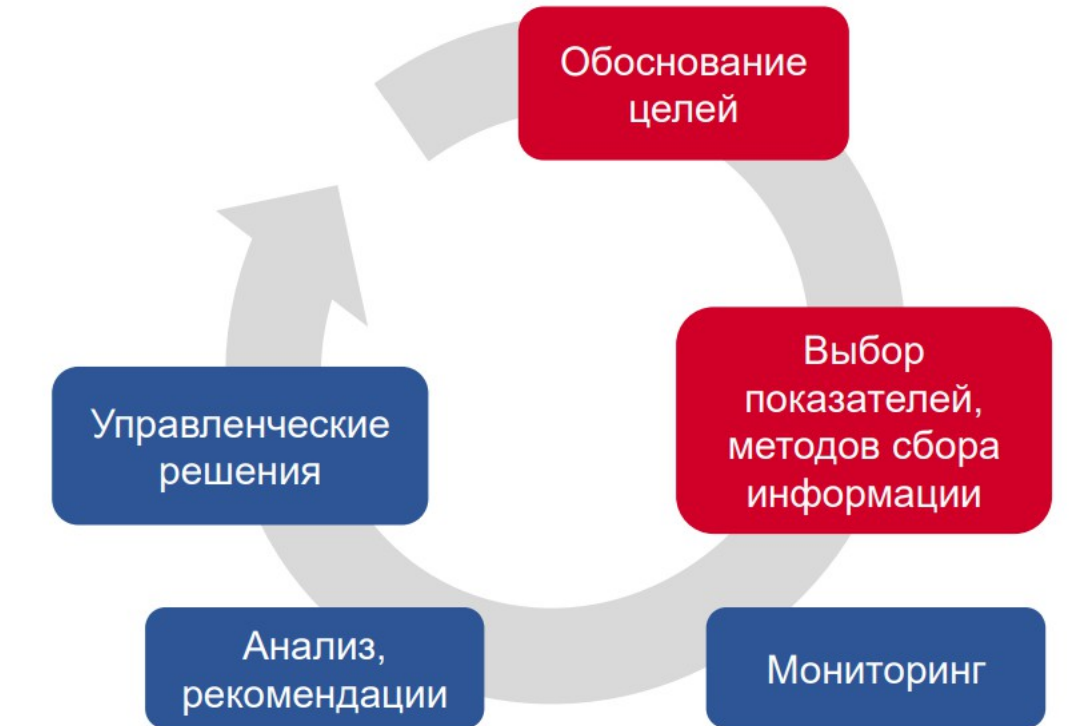 Обоснование
целей
Выбор
показателей,
методов сбора
информации
Управленческие
решения
Анализ,
рекомендации
Мониторинг